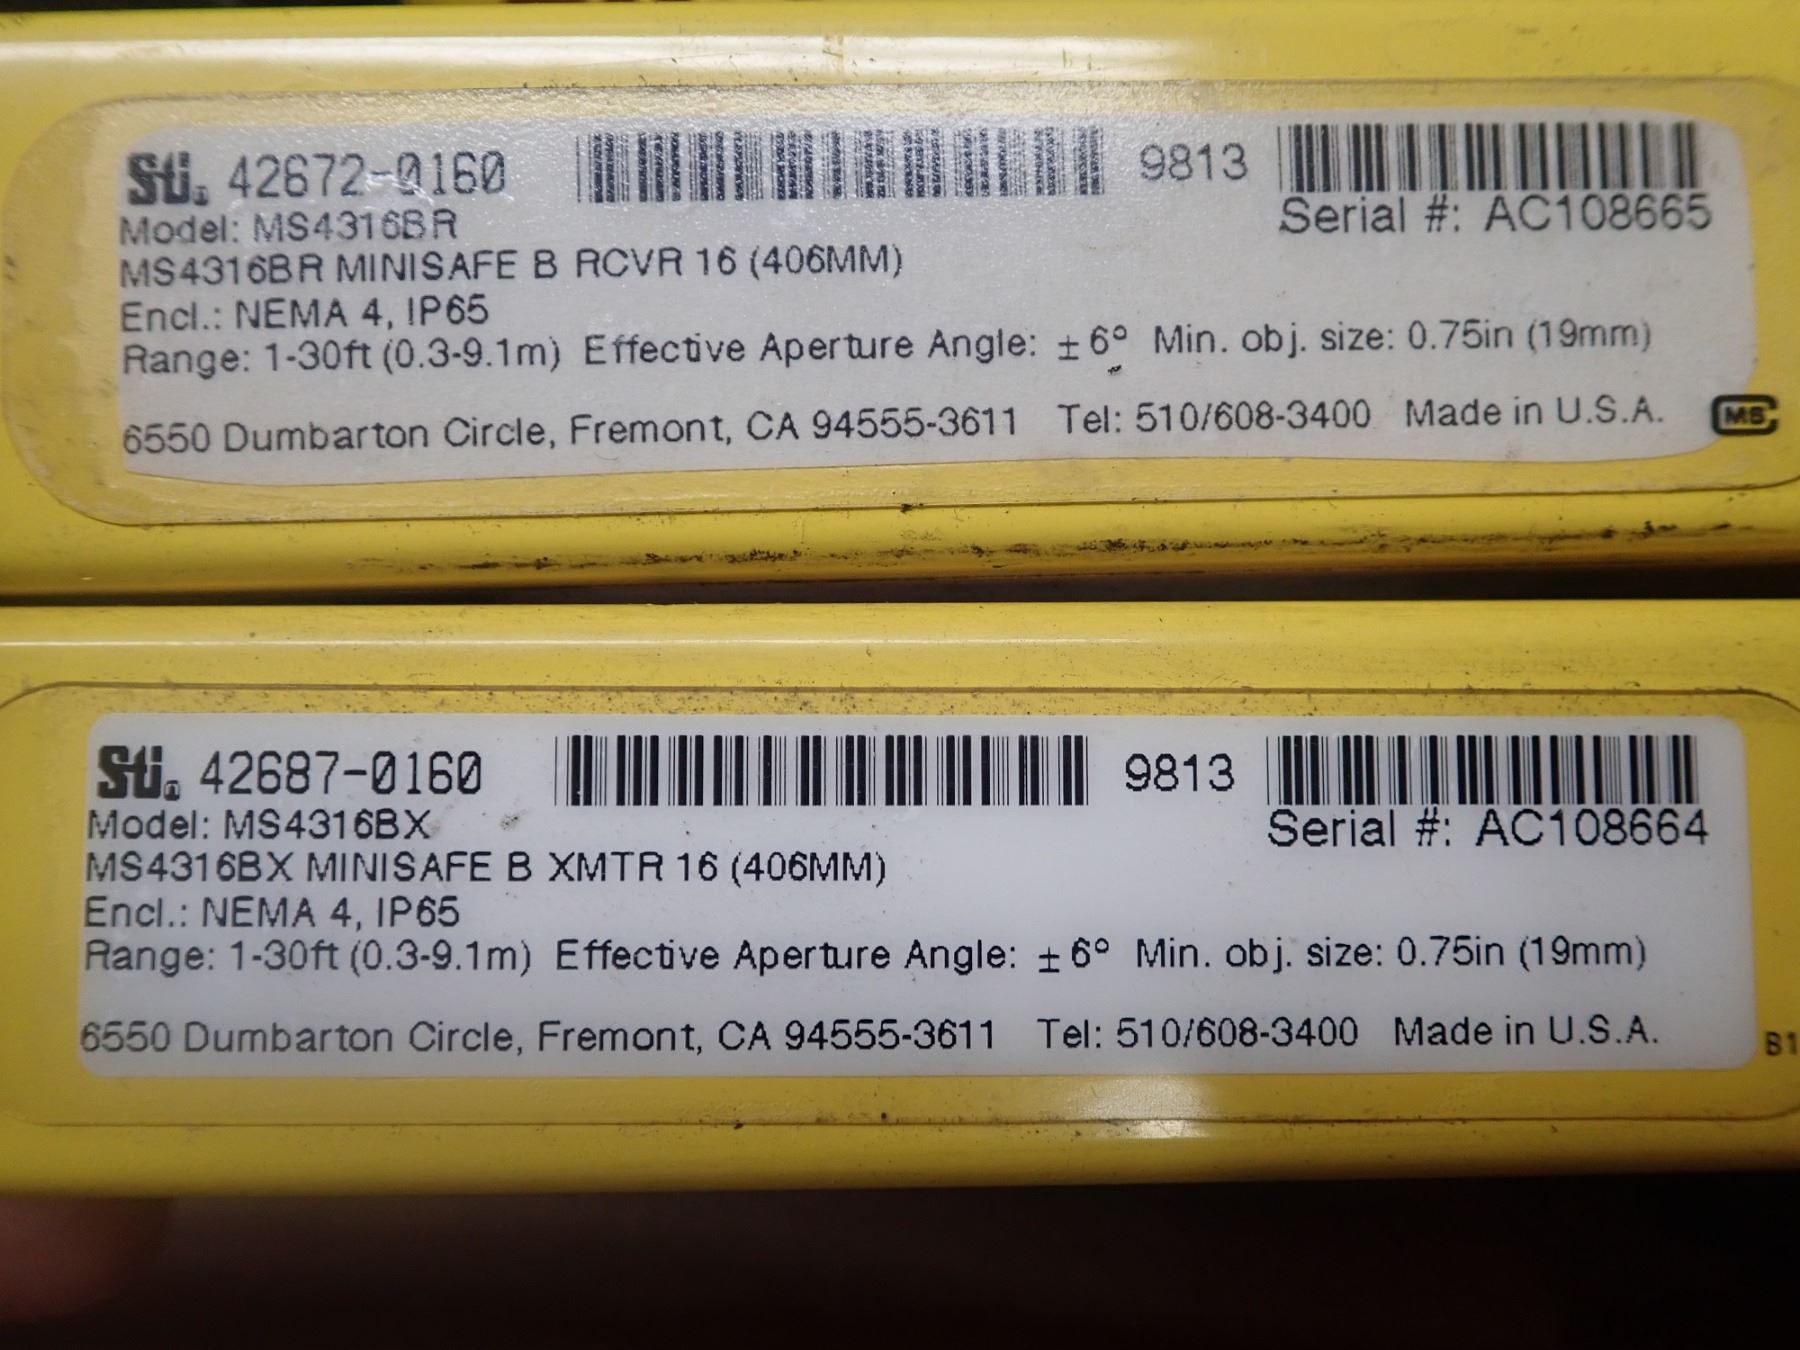 Sti® 42672-0160 9813
Model: MS4316BR Serial #: AC108665
MS4316BR MINISAFE B RCVR 16 (406MM)
Encl.: NEMA 4, IP65
Range: 1-30ft (0.3-9.1m) Effective Aperture Angle: ± 6° Min. obj. size: 0.75in (19mm)
6550 Dumbarton Circle, Fremont, CA 94555-3611 Tel: 510/608-3400 Made in U.S.A.
MS
Sti® 42687-0160 9813
Model: MS4316BX Serial #: AC108664
MS4316BX MINISAFE B XMTR 16 (406MM)
Encl.: NEMA 4, IP65
Range: 1-30ft (0.3-9.1m) Effective Aperture Angle: ± 6° Min. obj. size: 0.75in (19mm)
6550 Dumbarton Circle, Fremont, CA 94555-3611 Tel: 510/608-3400 Made in U.S.A.
B1